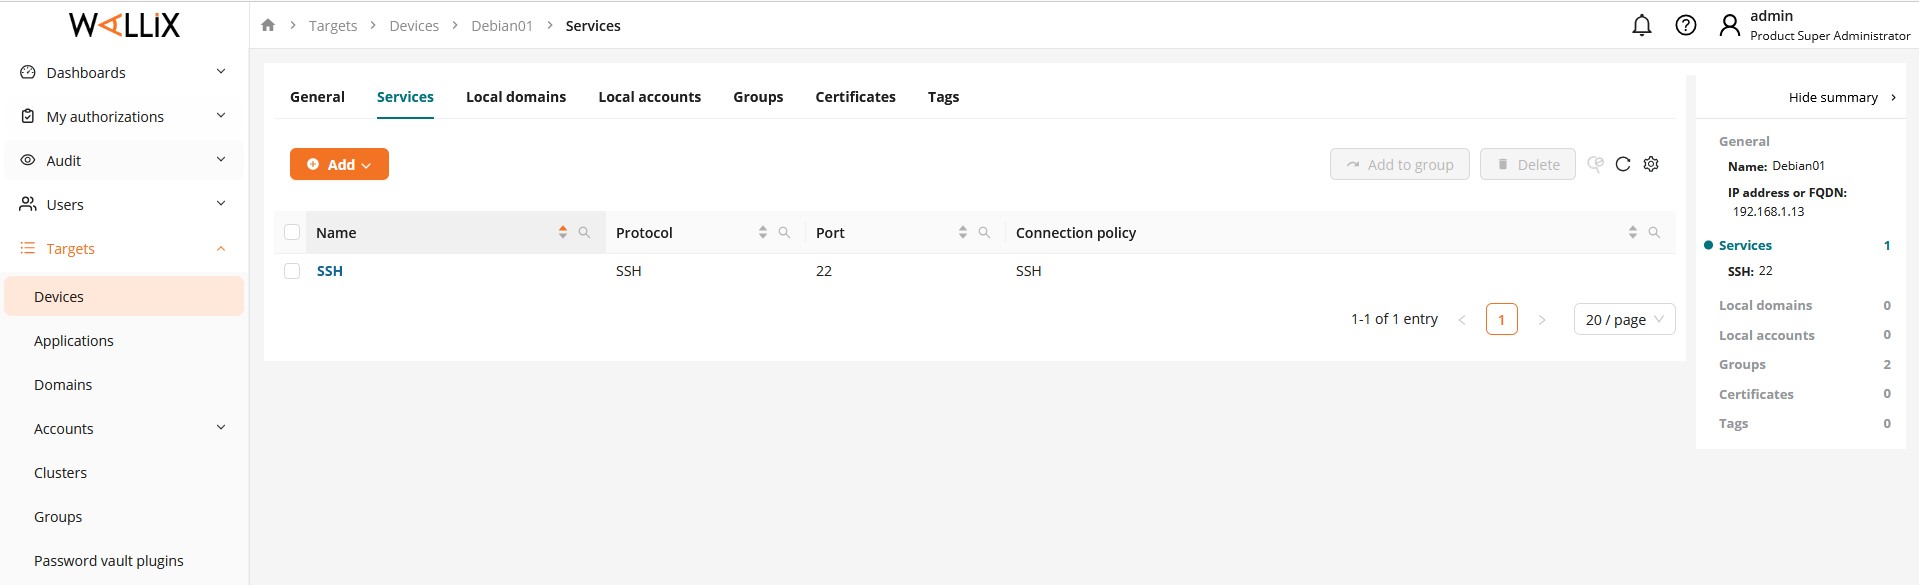 WALLIX
Targets
Devices
Debian01
Services
admin
Product Super Administrator
Dashboards
My authorizations
Audit
Users
Targets
Devices
Applications
Domains
Accounts
Clusters
Groups
Password vault plugins
General Services Local domains Local accounts Groups Certificates Tags
Add
Add to group
Delete
Name Protocol Port Connection policy
SSH SSH 22 SSH
1-1 of 1 entry
1
20 / page
Hide summary
General
Name: Debian01
IP address or FQDN:
192.168.1.13
Services 1
SSH: 22
Local domains 0
Local accounts 0
Groups 2
Certificates 0
Tags 0